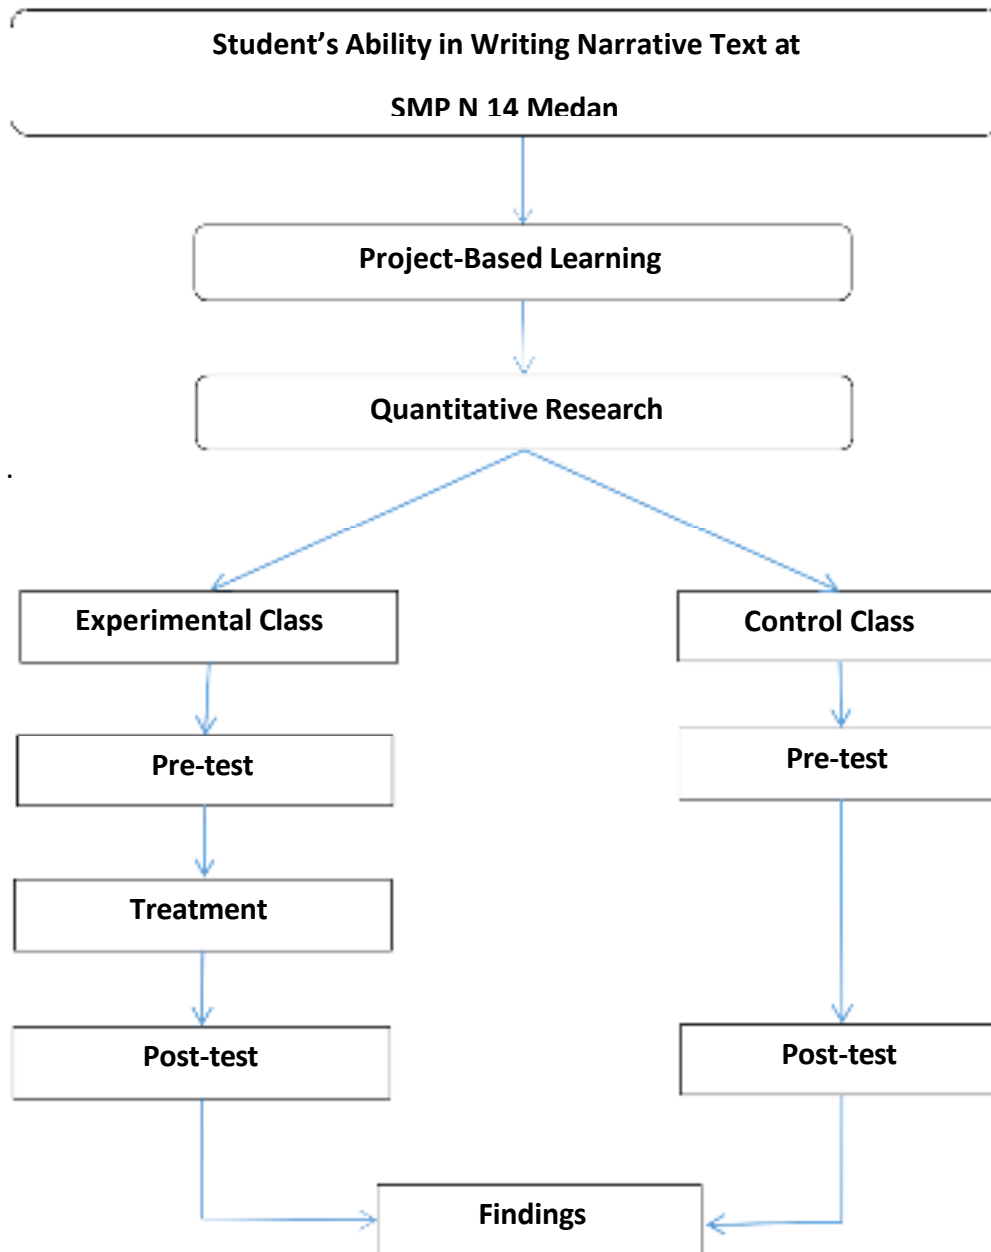 Student’s Ability in Writing Narrative Text at
SMP N 14 Medan
Project-Based Learning
Quantitative Research
.
Experimental Class
Control Class
Pre-test
Pre-test
Treatment
Post-test
Post-test
Findings